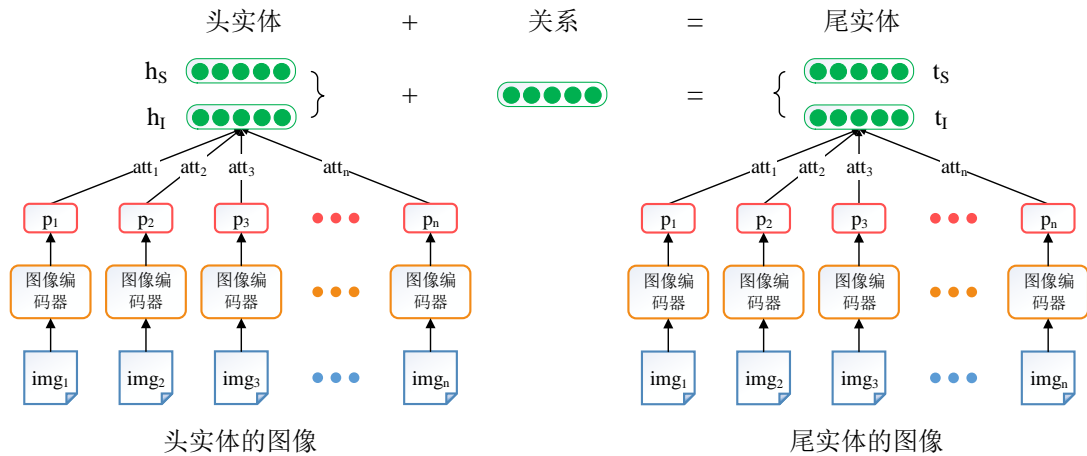 头实体 + 关系 = 尾实体
h_S t_S
+ =
h_I t_I
att₁ att₂ att₃ attₙ att₁ att₂ att₃ attₙ
p₁ p₂ p₃ pₙ p₁ p₂ p₃ pₙ
图像编 图像编 图像编 图像编 图像编 图像编 图像编 图像编
码器 码器 码器 码器 码器 码器 码器 码器
img₁ img₂ img₃ imgₙ img₁ img₂ img₃ imgₙ
头实体的图像 尾实体的图像